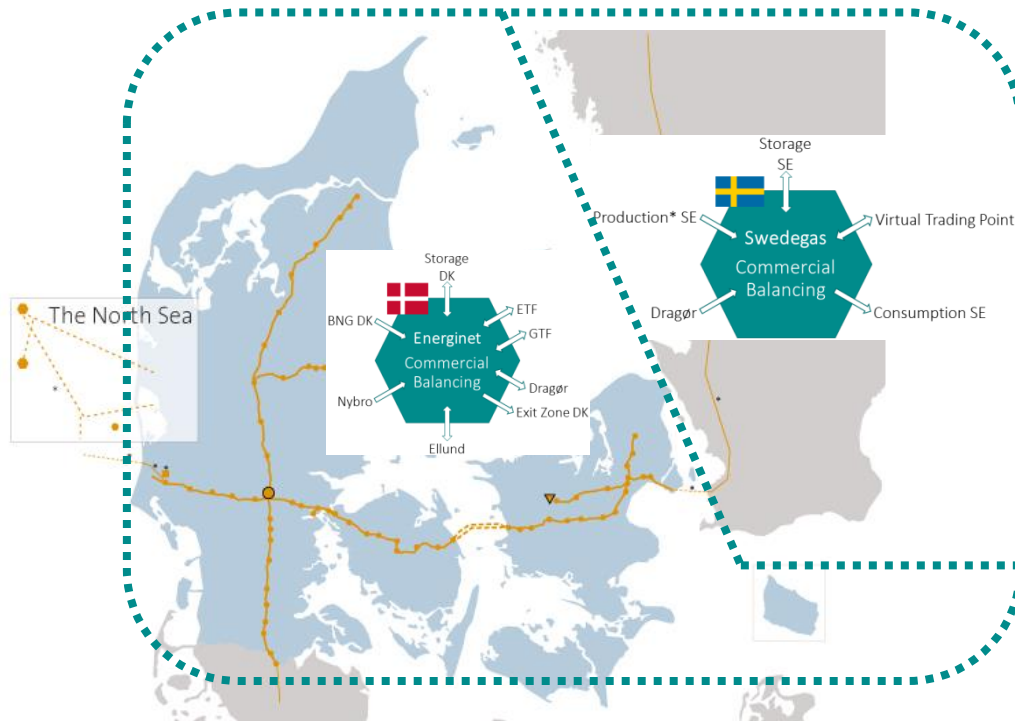 Storage
SE
Production* SE
Virtual Trading Point
Swedegas
Commercial
Balancing
Dragør
Consumption SE
The North Sea
Storage
DK
BNG DK
ETF
GTF
Energinet
Commercial
Balancing
Nybro
Dragør
Exit Zone DK
Ellund
*
*
*
*
*